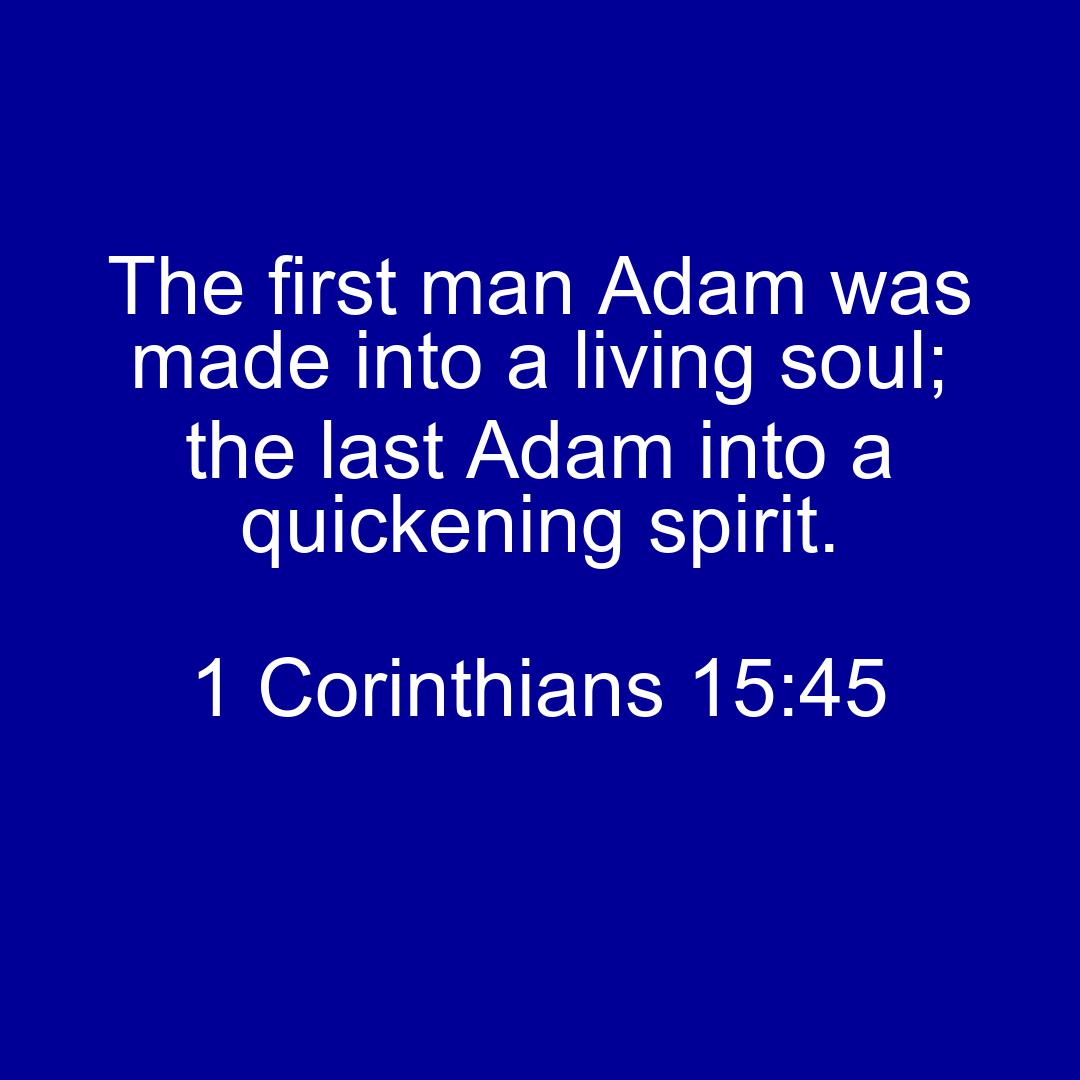 The first man Adam was
made into a living soul;
the last Adam into a
quickening spirit.
1 Corinthians 15:45